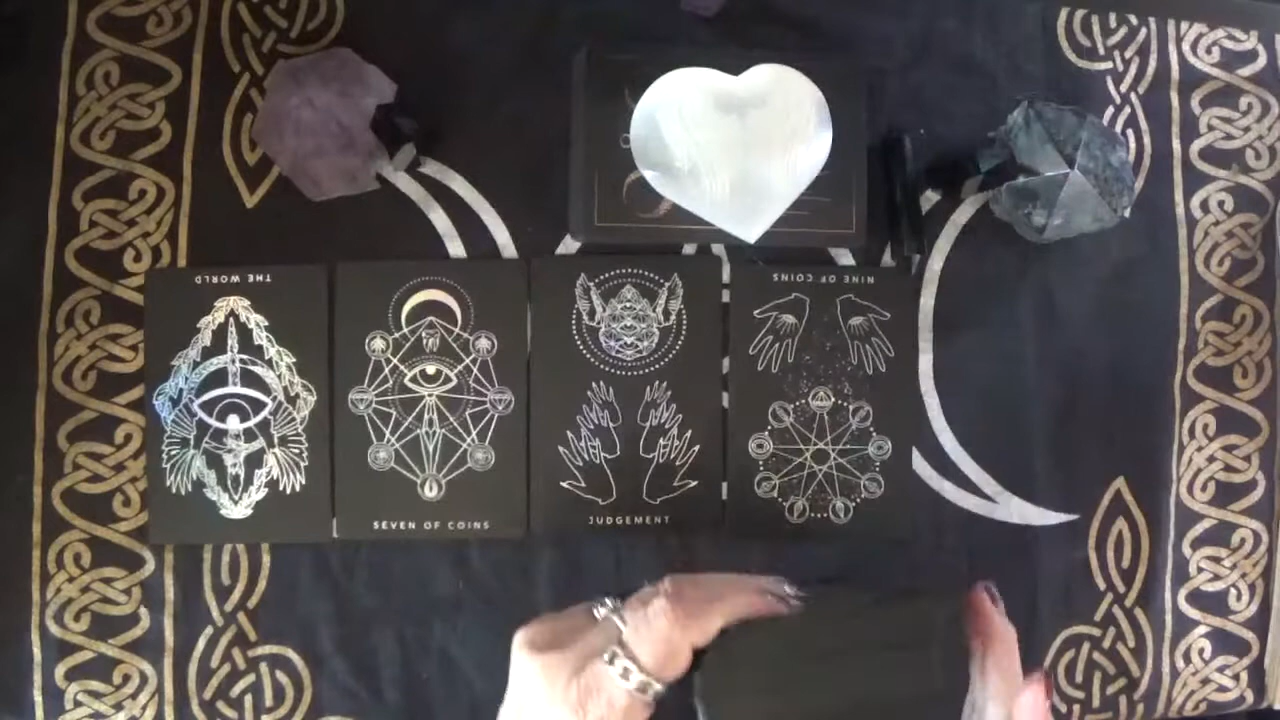 THE WORLD
SEVEN OF COINS
JUDGEMENT
NINE OF COINS